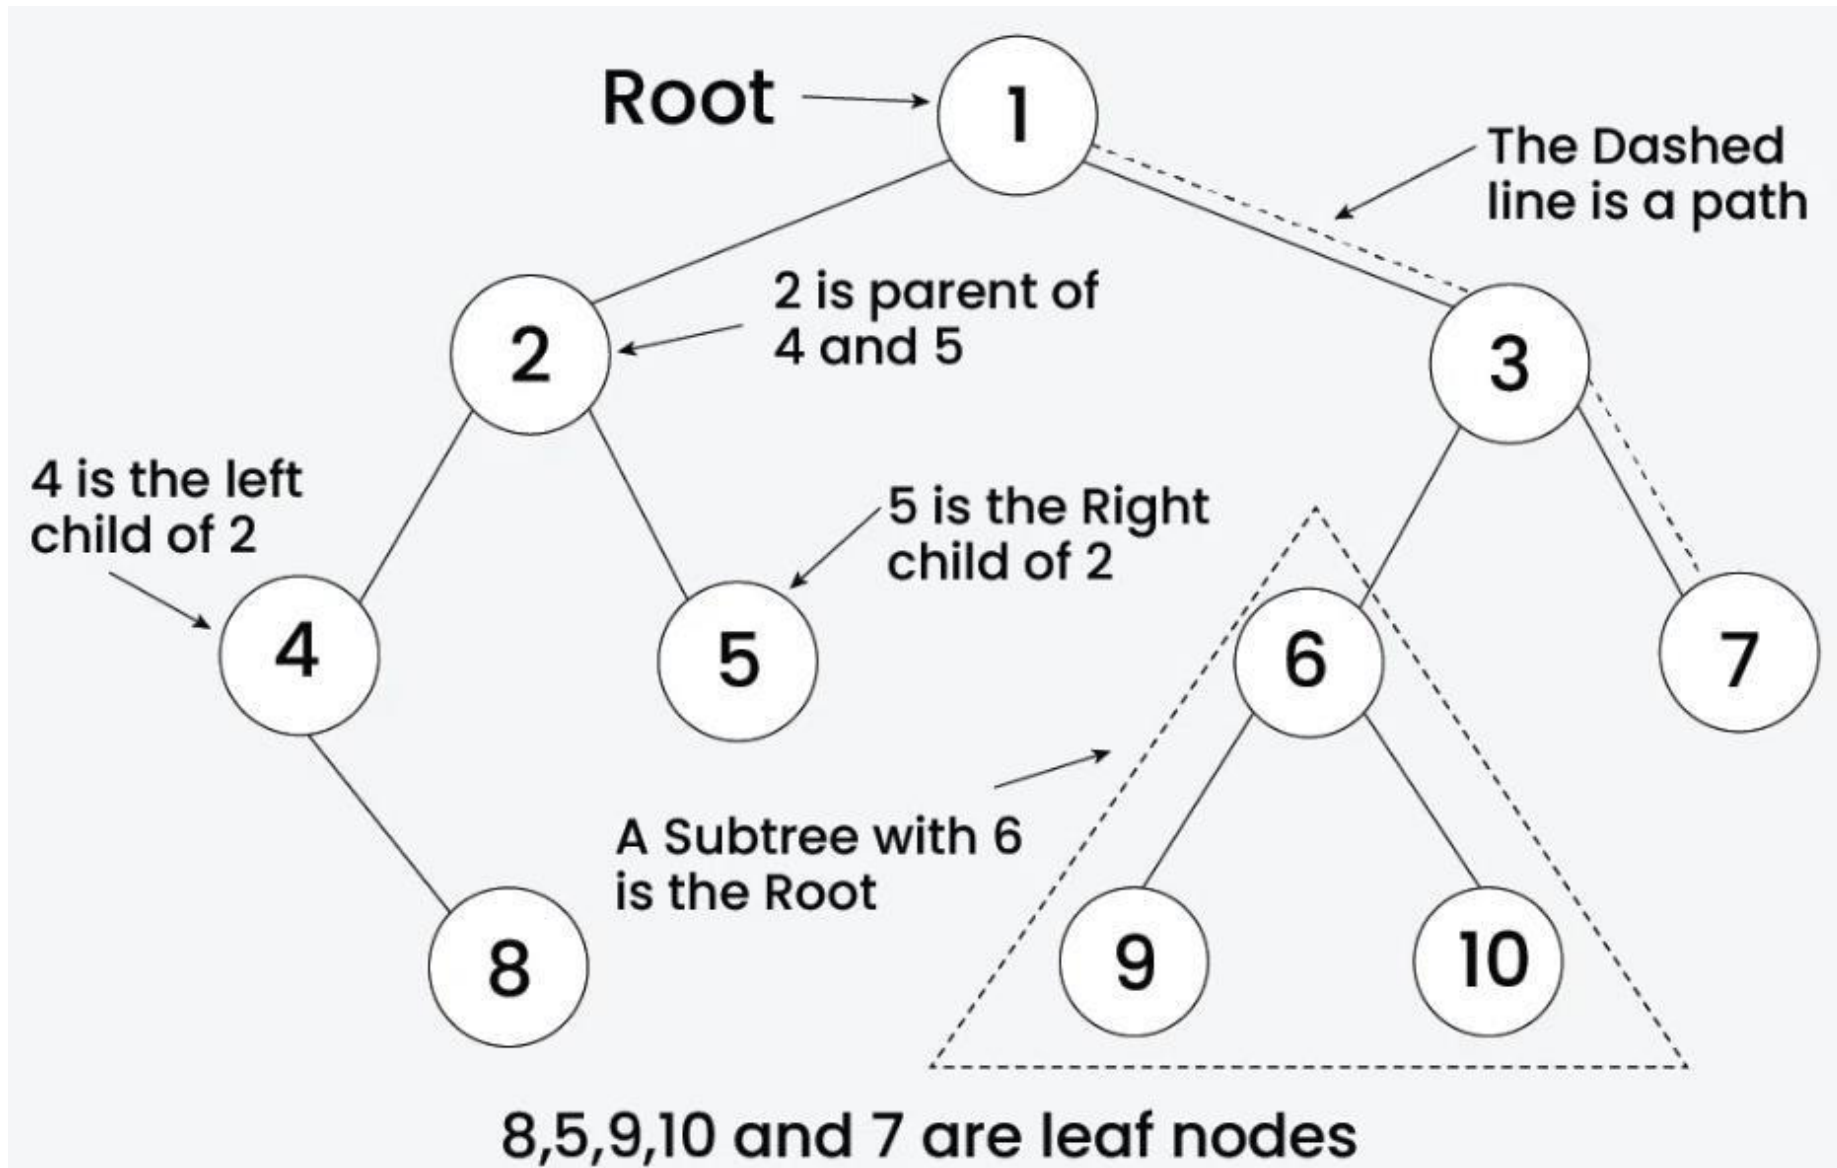 Root
1
The Dashed
line is a path
2
2 is parent of
4 and 5
3
4 is the left
child of 2
5 is the Right
child of 2
4
5
6
7
A Subtree with 6
is the Root
8
9
10
8,5,9,10 and 7 are leaf nodes